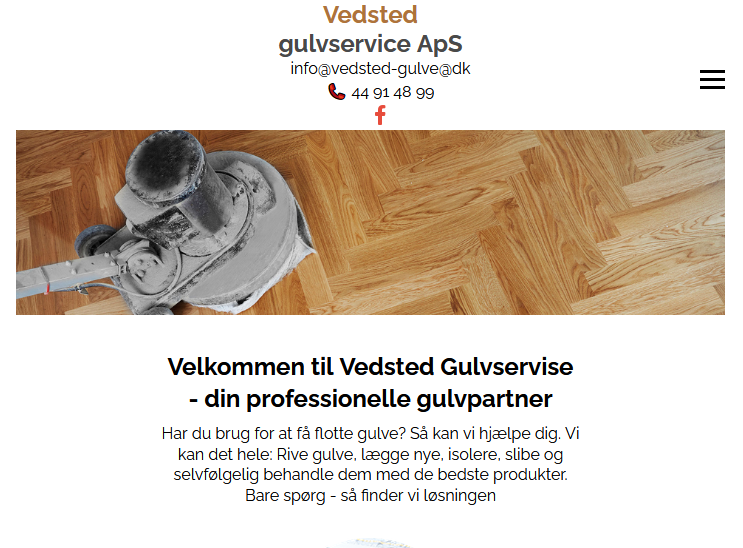 Vedsted
gulvservice ApS
info@vedsted-gulve@dk
44 91 48 99
Velkommen til Vedsted Gulvservise
- din professionelle gulvpartner
Har du brug for at få flotte gulve? Så kan vi hjælpe dig. Vi
kan det hele: Rive gulve, lægge nye, isolere, slibe og
selvfølgelig behandle dem med de bedste produkter.
Bare spørg - så finder vi løsningen